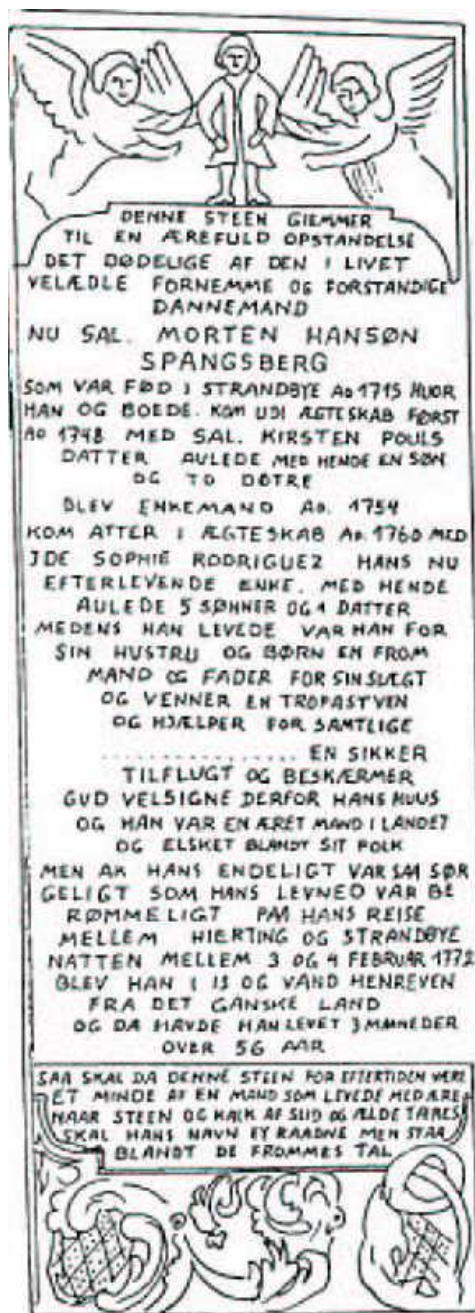 DENNE STEEN GIEMMER
TIL EN ÆREFULD OPSTANDELSE
DET DØDELIGE AF DEN I LIVET
VELÆDLE FORNEMME OG FORSTANDIGE
DANNEMAND
NU SAL. MORTEN HANSØN
SPANGSBERG
SOM VAR FØD I STRANDBYE Ao 1715 HUOR
HAN OG BOEDE. KOM UDI ÆGTESKAB FØRST
Ao 1748 MED SAL. KIRSTEN POULS
DATTER AULEDE MED HENDE EN SØN
OG TO DØTRE
BLEV ENKEMAND Ao. 1754
KOM ATTER I ÆGTESKAB Ao. 1760 MED
IDE SOPHIE RODRIGUEZ HANS NU
EFTERLEVENDE ENKE. MED HENDE
AULEDE 5 SØNNER OG 1 DATTER
MEDENS HAN LEVEDE VAR HAN FOR
SIN HUSTRU OG BØRN EN FROM
MAND OG FADER FOR SIN SLÆGT
OG VENNER EN TROFAST VEN
OG HJÆLPER FOR SAMTLIGE
.................. EN SIKKER
TILFLUGT OG BESKÆRMER
GUD VELSIGNE DERFOR HANS HUUS
OG HAN VAR EN ÆRET MAND I LANDET
OG ELSKET BLANDT SIT FOLK
MEN AK HANS ENDELIGT VAR SAA SØR
GELIGT SOM HANS LEVNED VAR BE
RØMMELIGT PAA HANS REISE
MELLEM HIERTING OG STRANDBYE
NATTEN MELLEM 3 OG 4 FEBRUAR 1772
BLEV HAN I IS OG VAND HENREVEN
FRA DET GANSKE LAND
OG DA HAVDE HAN LEVET 3 MAANEDER
OVER 56 AAR
SAA SKAL DA DENNE STEEN FOR EFTERTIDEN VÆRE
ET MINDE AF EN MAND SOM LEVEDE MED ÆRE
NAAR STEEN OG KALK AF SLID OG ÆLDE TÆRES
SKAL HANS NAVN EY RAADNE MEN STAA
BLANDT DE FROMMES TAL